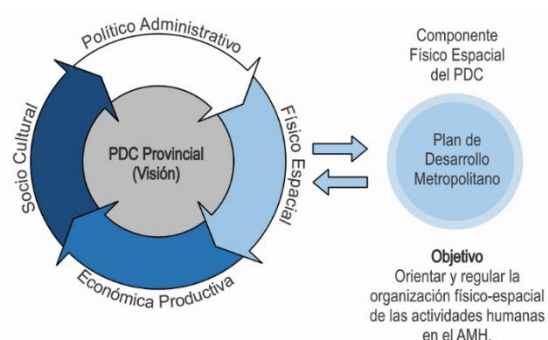 Político Administrativo
Socio Cultural
Físico Espacial
Económica Productiva
PDC Provincial
(Visión)
Componente
Físico Espacial
del PDC
Plan de
Desarrollo
Metropolitano
Objetivo
Orientar y regular la
organización físico-espacial
de las actividades humanas
en el AMH.